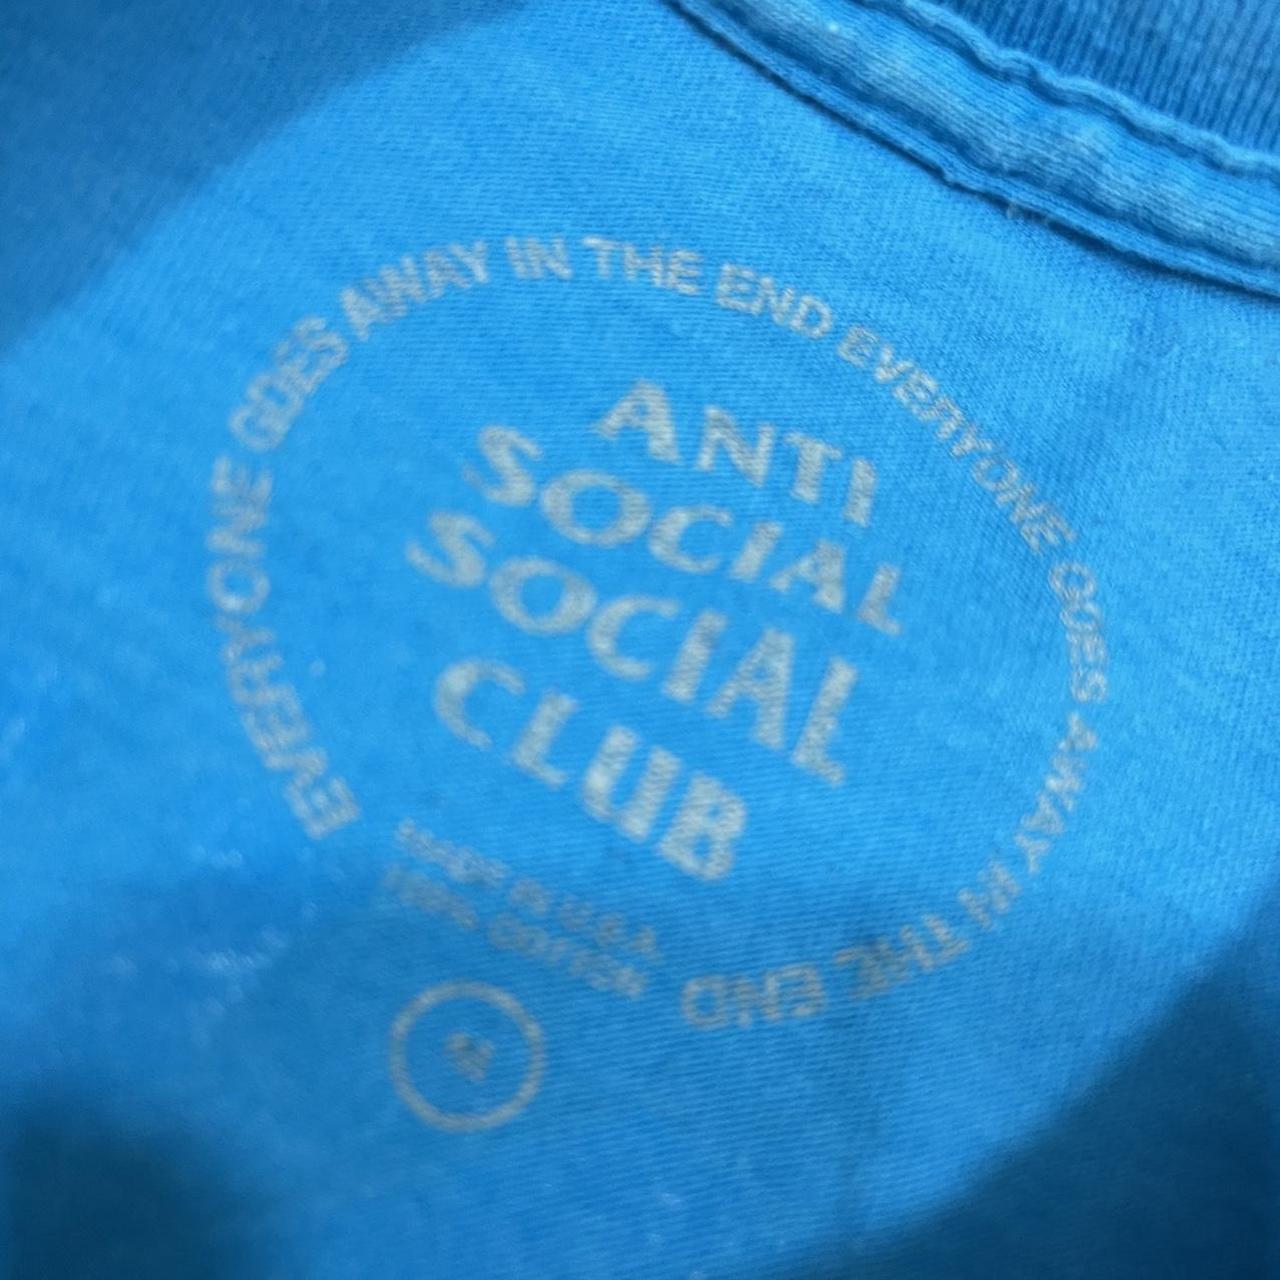 EVERYONE GOES AWAY IN THE END EVERYONE GOES AWAY IN THE END
ANTI
SOCIAL
SOCIAL
CLUB
MADE IN U.S.A.
100% COTTON
M